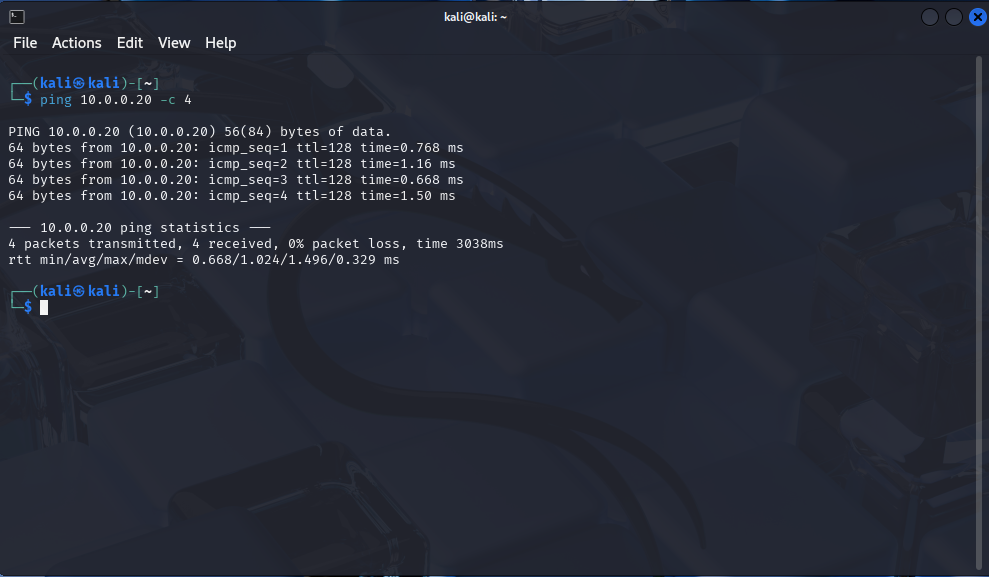 kali@kali: ~
File Actions Edit View Help
┌──(kali㉿kali)-[~]
└─$ ping 10.0.0.20 -c 4
PING 10.0.0.20 (10.0.0.20) 56(84) bytes of data.
64 bytes from 10.0.0.20: icmp_seq=1 ttl=128 time=0.768 ms
64 bytes from 10.0.0.20: icmp_seq=2 ttl=128 time=1.16 ms
64 bytes from 10.0.0.20: icmp_seq=3 ttl=128 time=0.668 ms
64 bytes from 10.0.0.20: icmp_seq=4 ttl=128 time=1.50 ms
--- 10.0.0.20 ping statistics ---
4 packets transmitted, 4 received, 0% packet loss, time 3038ms
rtt min/avg/max/mdev = 0.668/1.024/1.496/0.329 ms
┌──(kali㉿kali)-[~]
└─$